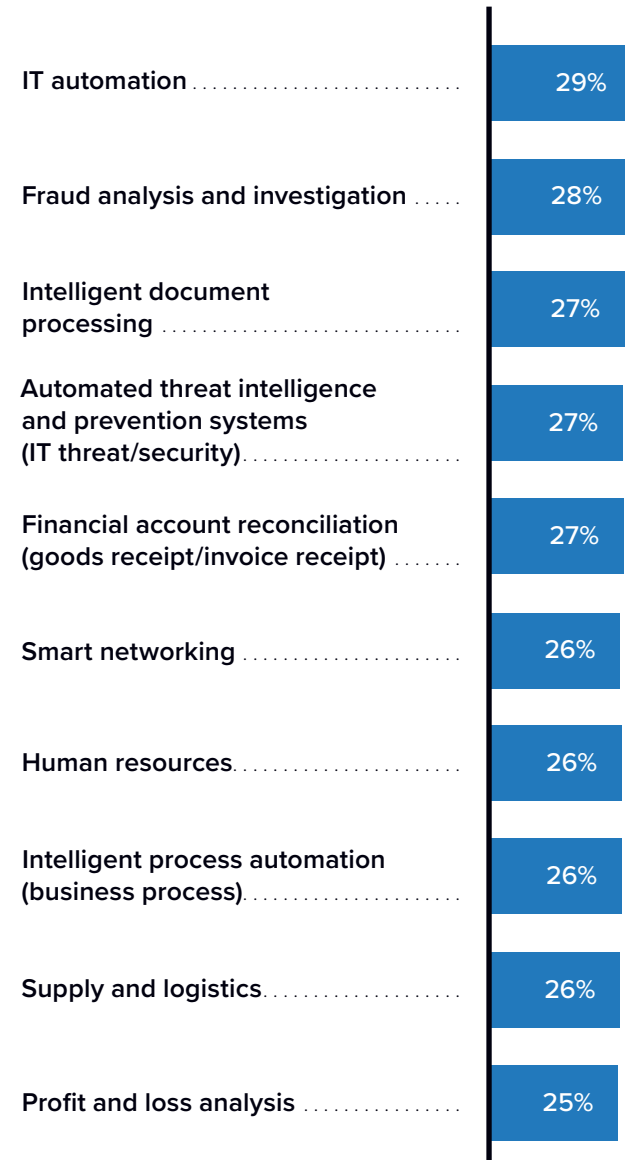 IT automation 29%
Fraud analysis and investigation 28%
Intelligent document
processing 27%
Automated threat intelligence
and prevention systems
(IT threat/security) 27%
Financial account reconciliation
(goods receipt/invoice receipt) 27%
Smart networking 26%
Human resources 26%
Intelligent process automation
(business process) 26%
Supply and logistics 26%
Profit and loss analysis 25%